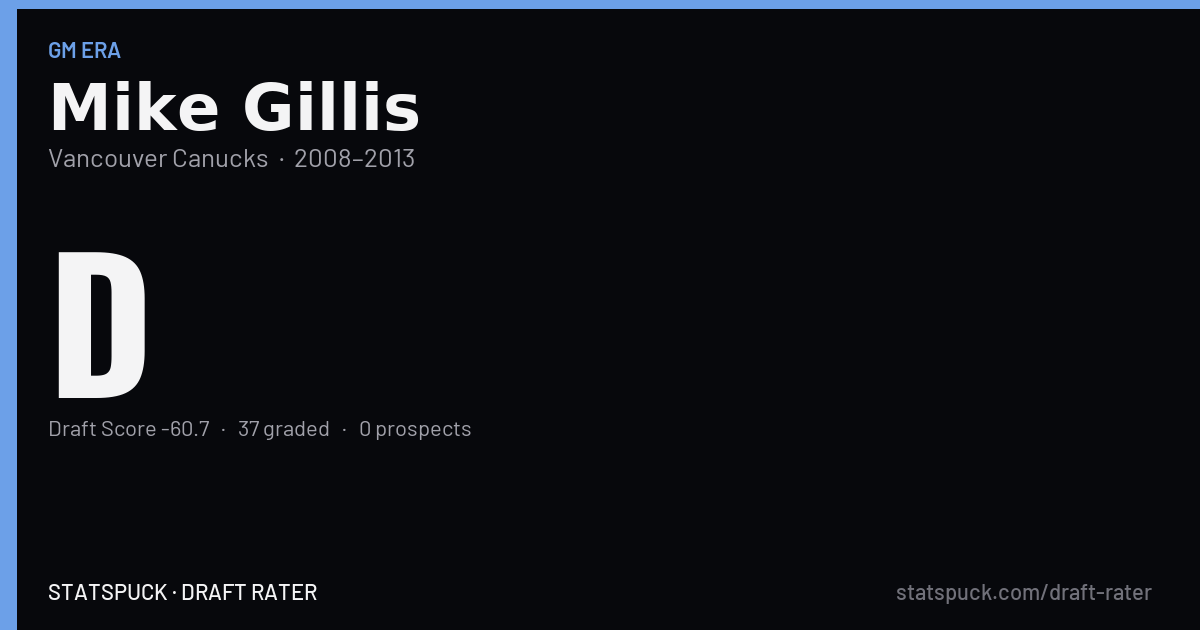 GM ERA
Mike Gillis
Vancouver Canucks · 2008–2013
D
Draft Score -60.7 · 37 graded · 0 prospects
STATSPUCK · DRAFT RATER
statspuck.com/draft-rater